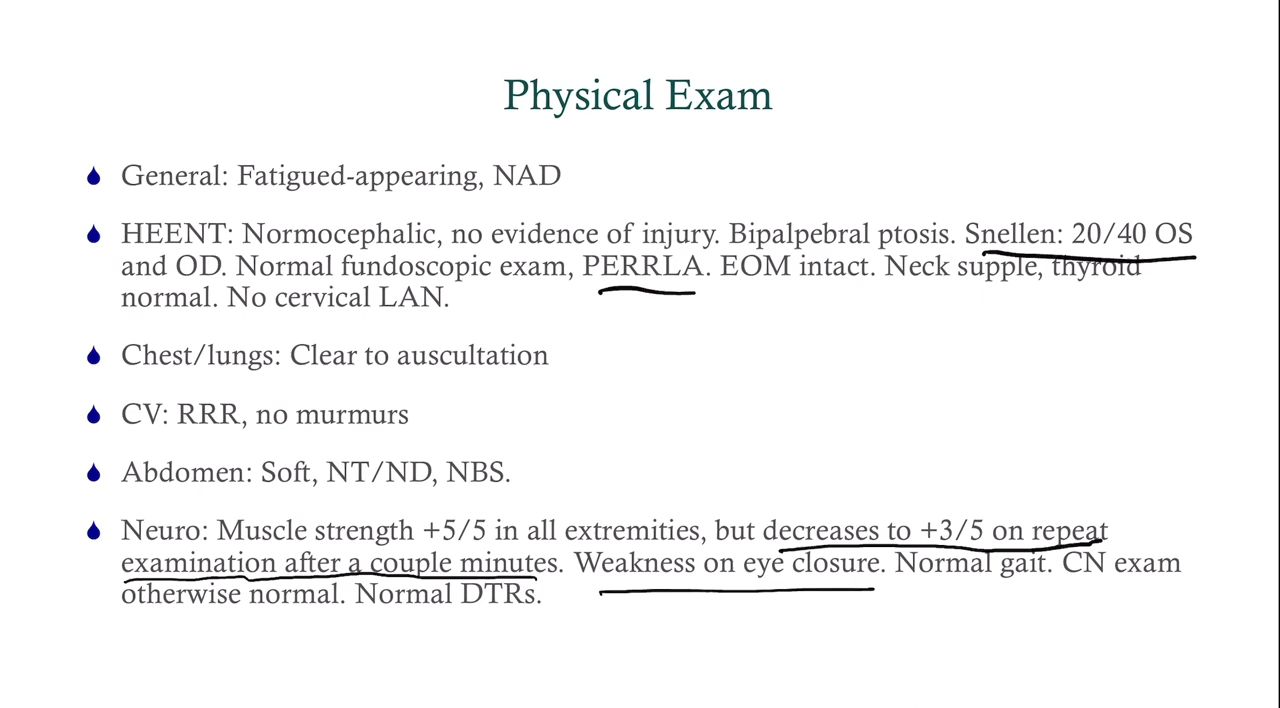 Physical Exam
General: Fatigued-appearing, NAD
HEENT: Normocephalic, no evidence of injury. Bipalpebral ptosis. Snellen: 20/40 OS
and OD. Normal fundoscopic exam, PERRLA. EOM intact. Neck supple, thyroid
normal. No cervical LAN.
Chest/lungs: Clear to auscultation
CV: RRR, no murmurs
Abdomen: Soft, NT/ND, NBS.
Neuro: Muscle strength +5/5 in all extremities, but decreases to +3/5 on repeat
examination after a couple minutes. Weakness on eye closure. Normal gait. CN exam
otherwise normal. Normal DTRs.